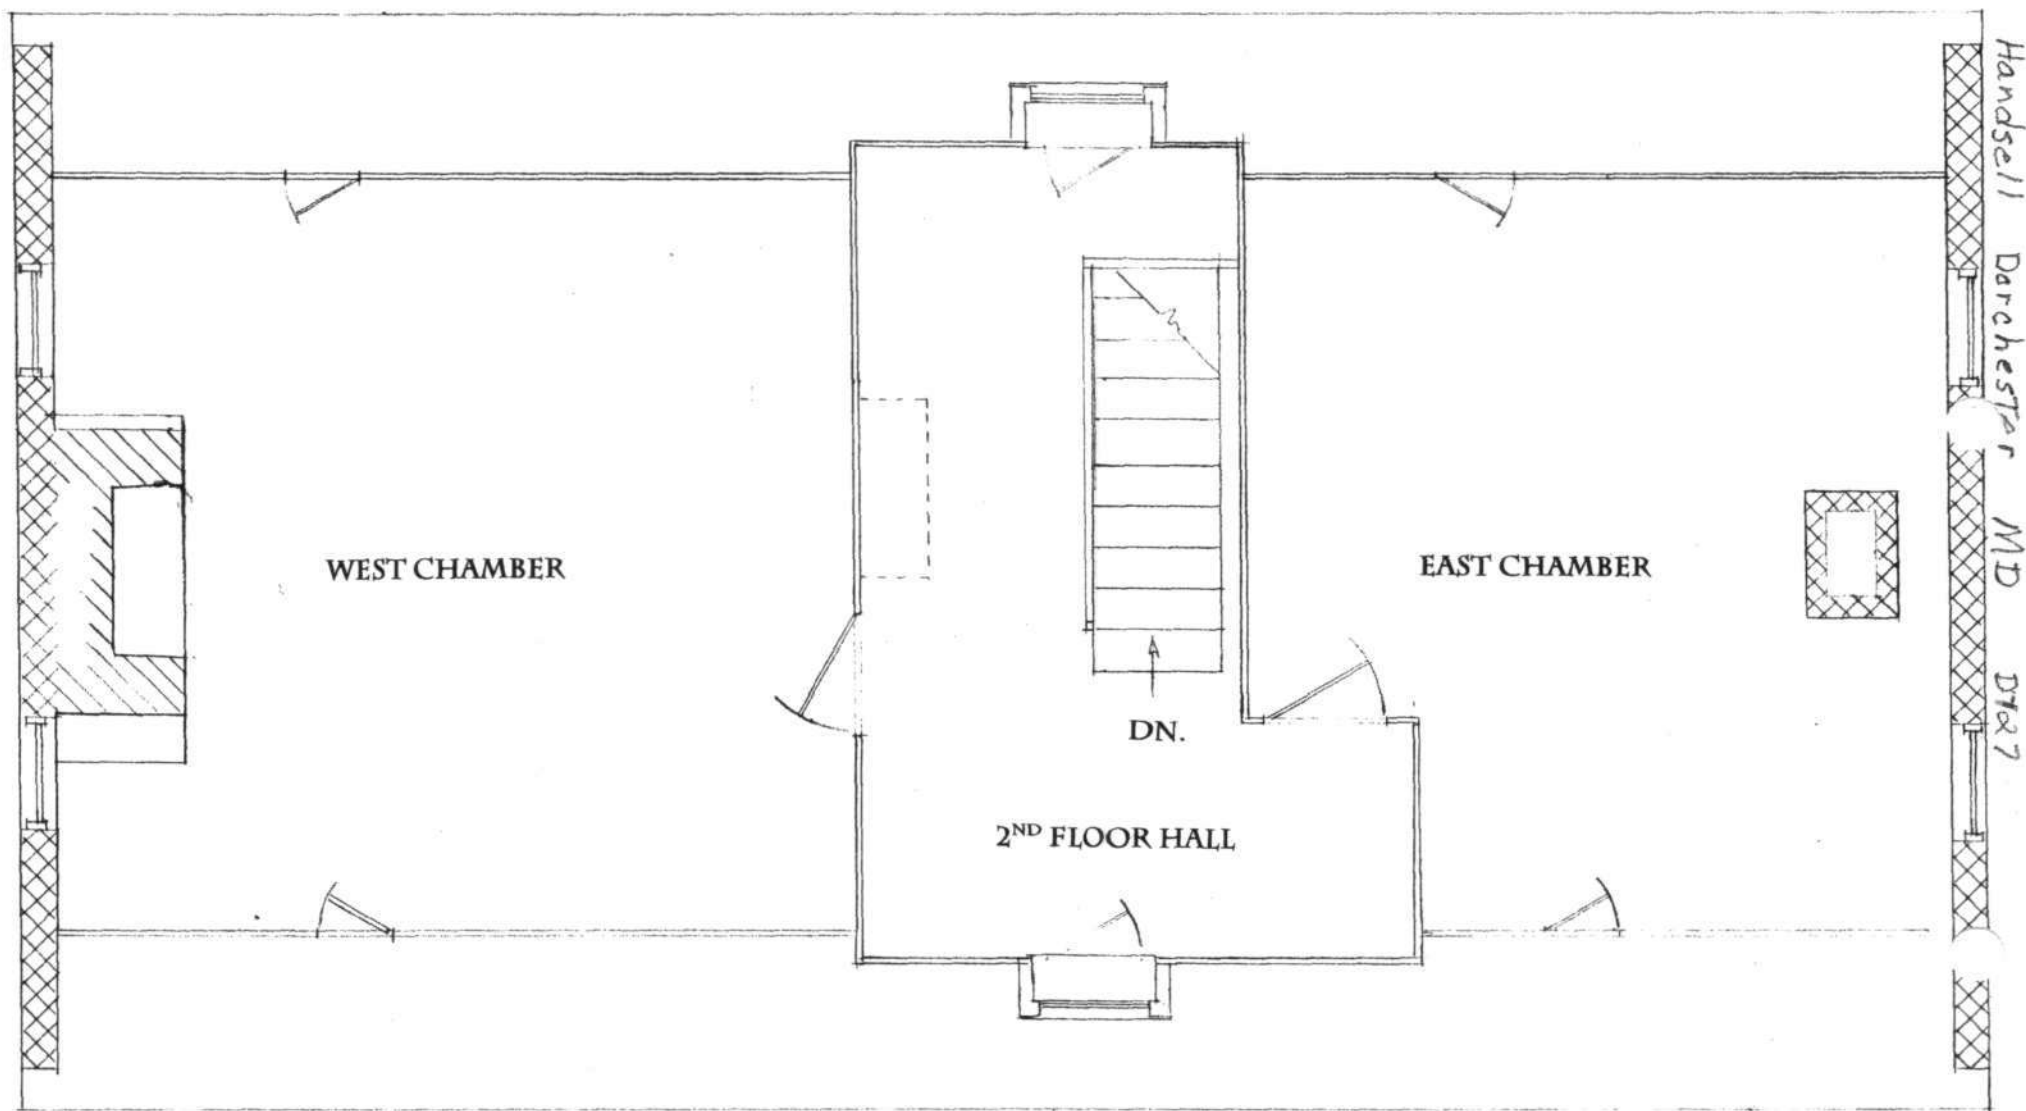 WEST CHAMBER
EAST CHAMBER
DN.
2ND FLOOR HALL
Handsell Dorchester MD D727